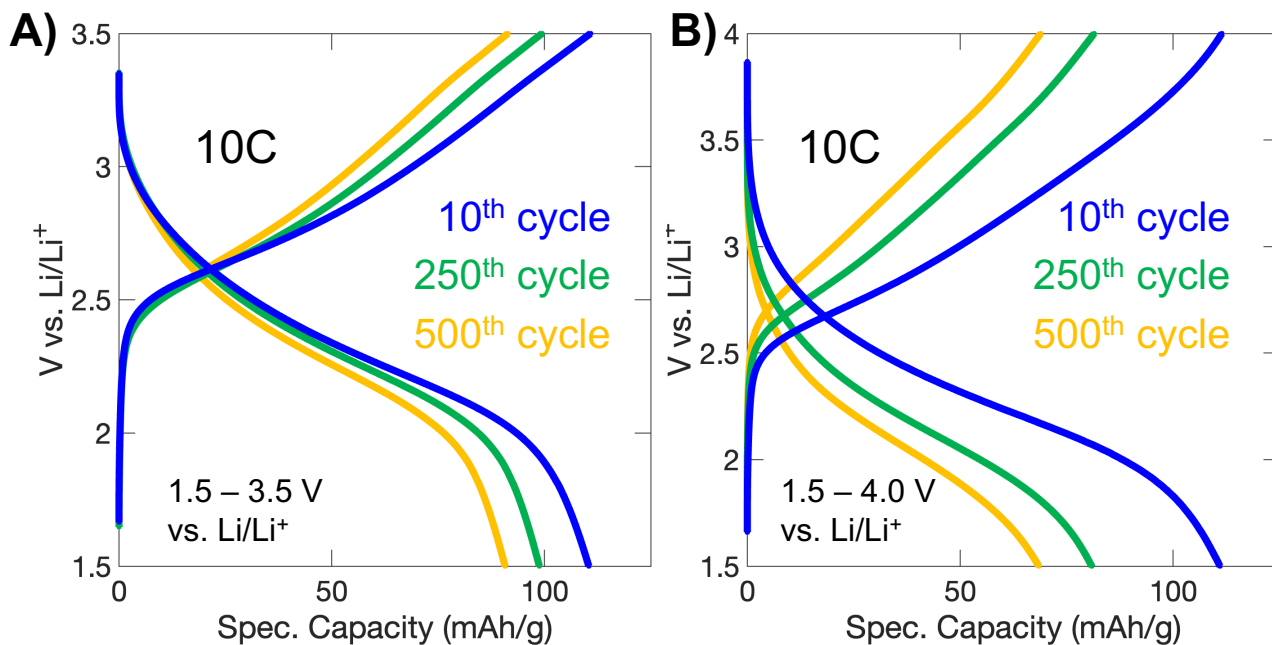 A)
3.5
3
2.5
2
1.5
V vs. Li/Li⁺
10C
10ᵗʰ cycle
250ᵗʰ cycle
500ᵗʰ cycle
1.5 – 3.5 V
vs. Li/Li⁺
0
50
100
Spec. Capacity (mAh/g)
B)
4
3.5
3
2.5
2
1.5
V vs. Li/Li⁺
10C
10ᵗʰ cycle
250ᵗʰ cycle
500ᵗʰ cycle
1.5 – 4.0 V
vs. Li/Li⁺
0
50
100
Spec. Capacity (mAh/g)